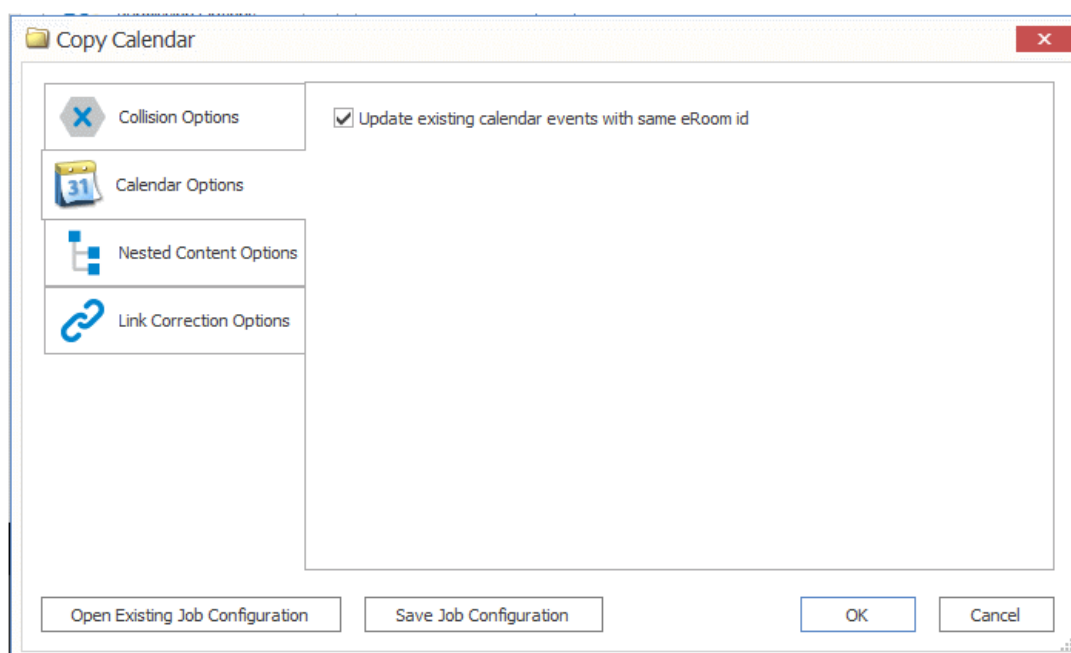 Copy Calendar
Collision Options
Update existing calendar events with same eRoom id
31
Calendar Options
Nested Content Options
Link Correction Options
Open Existing Job Configuration
Save Job Configuration
OK
Cancel